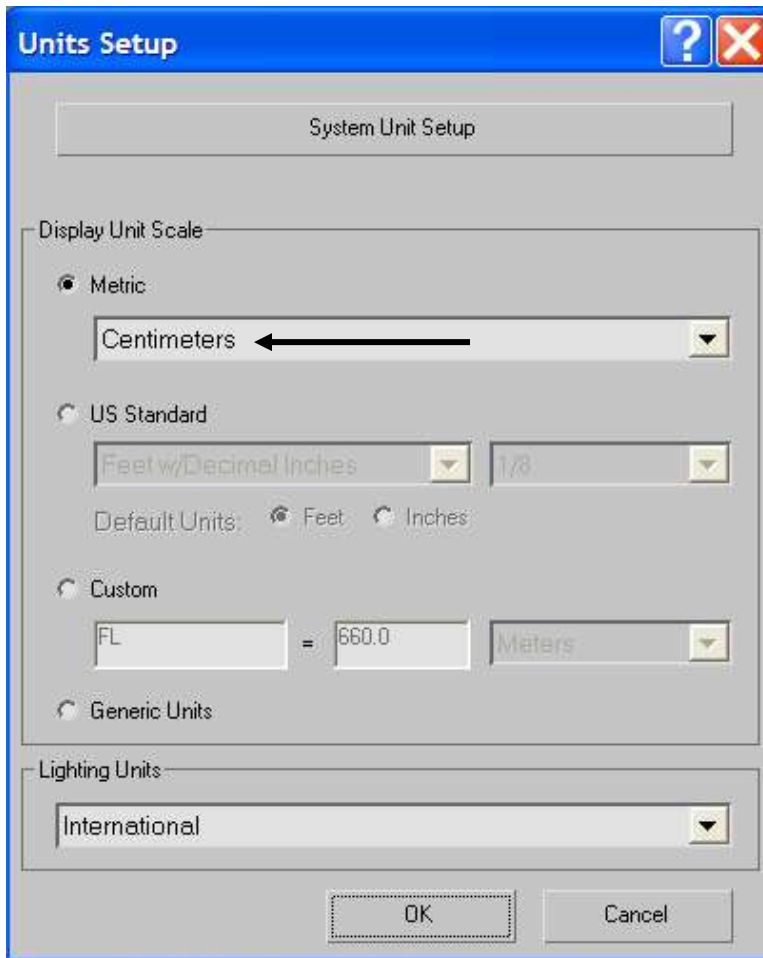 Units Setup
System Unit Setup
Display Unit Scale
Metric
Centimeters
US Standard
Feet w/Decimal Inches 1/8
Default Units: Feet Inches
Custom
FL = 660.0 Meters
Generic Units
Lighting Units
International
OK Cancel